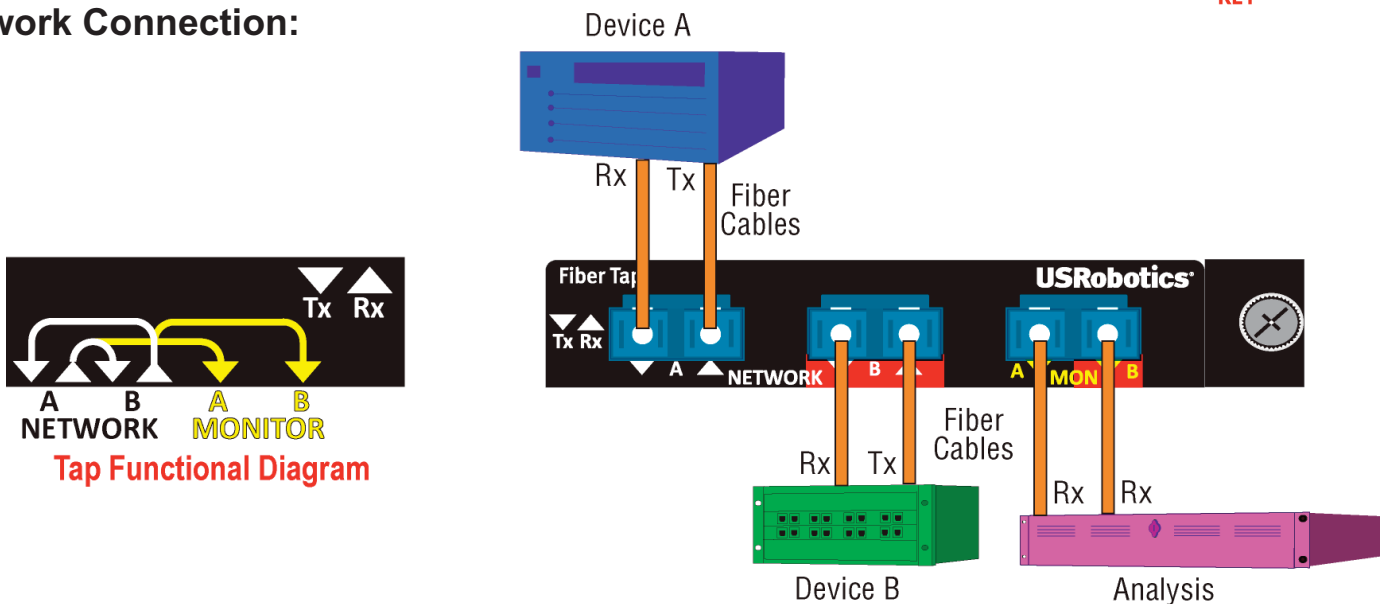 work Connection:
Device A
Rx Tx
Fiber
Cables
Tx Rx
A B A B
NETWORK MONITOR
Tap Functional Diagram
Fiber Tap
USRobotics
Tx Rx
A NETWORK B A MON B
Fiber
Cables
Rx Tx
Rx Rx
Device B
Analysis